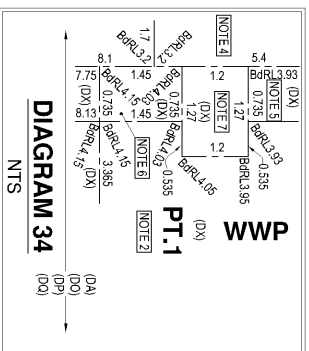 1.7
BdRL3.2
BdRL3.2
NOTE 4
8.1
5.4
7.75
1.45
1.2
BdRL3.93
(DX)
BdRL4.15
0.735
BdRL4.03
0.735
(DX)
1.27
NOTE 7
1.27
0.735
NOTE 5
(DX)
8.13
1.45
BdRL4.15
(DX)
BdRL4.15
3.365
NOTE 6
BdRL4.03
0.535
1.2
BdRL4.05
BdRL3.93
0.535
BdRL3.95
DIAGRAM 34
NTS
NOTE 2
PT.1
(DX)
WWP
(DA)
(DO)
(DP)
(DQ)